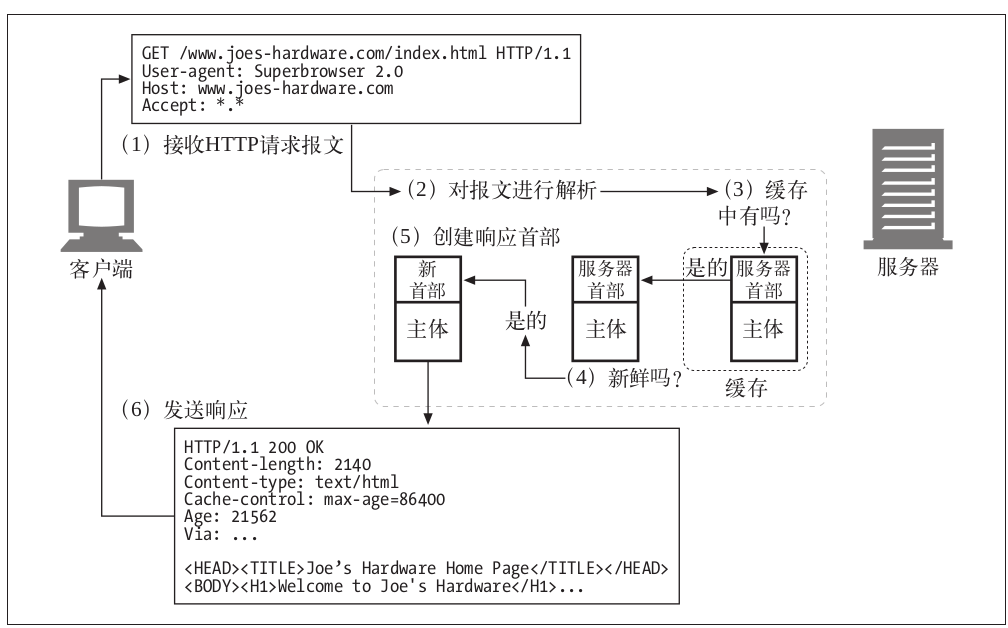 GET /www.joes-hardware.com/index.html HTTP/1.1
User-agent: Superbrowser 2.0
Host: www.joes-hardware.com
Accept: *.*
（1）接收HTTP请求报文
（2）对报文进行解析
（3）缓存
中有吗？
客户端
服务器
（5）创建响应首部
新
首部
主体
是的
服务器
首部
主体
是的
服务器
首部
主体
（4）新鲜吗？
缓存
（6）发送响应
HTTP/1.1 200 OK
Content-length: 2140
Content-type: text/html
Cache-control: max-age=86400
Age: 21562
Via: ...
<HEAD><TITLE>Joe’s Hardware Home Page</TITLE></HEAD>
<BODY><H1>Welcome to Joe's Hardware</H1>...